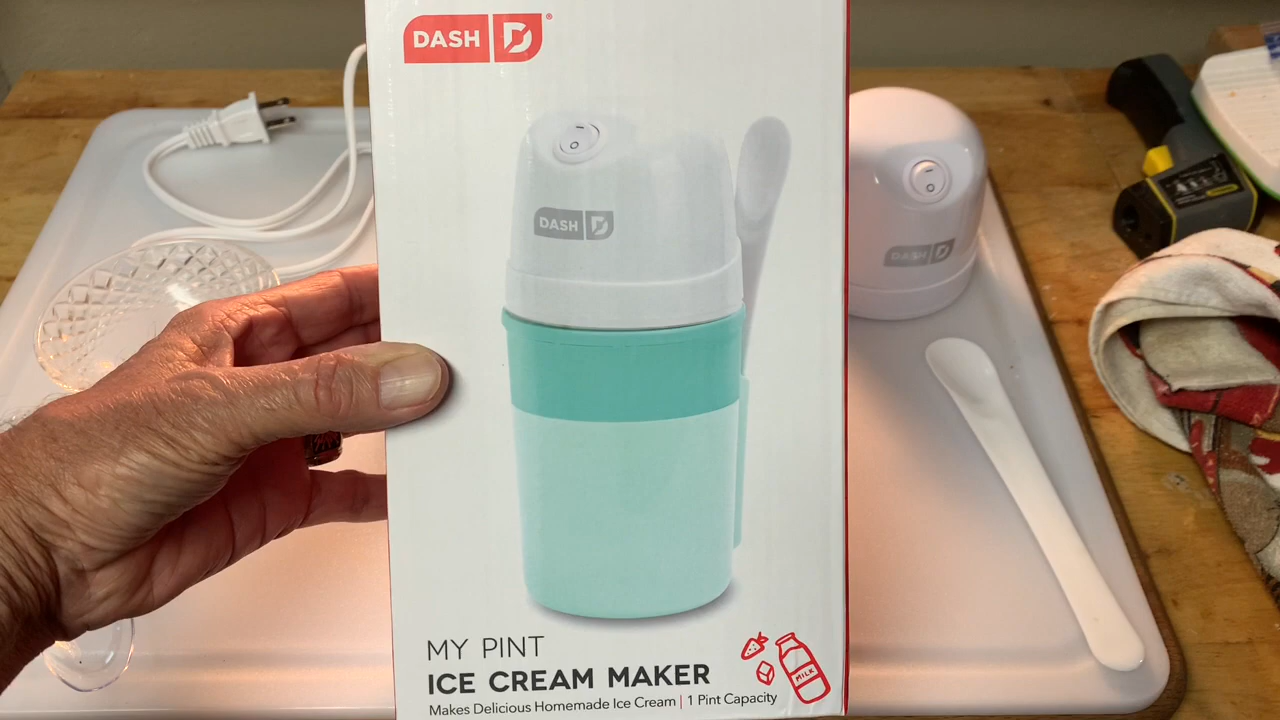 DASH D®
DASH D
MY PINT
ICE CREAM MAKER
Makes Delicious Homemade Ice Cream | 1 Pint Capacity
MILK
DASH D